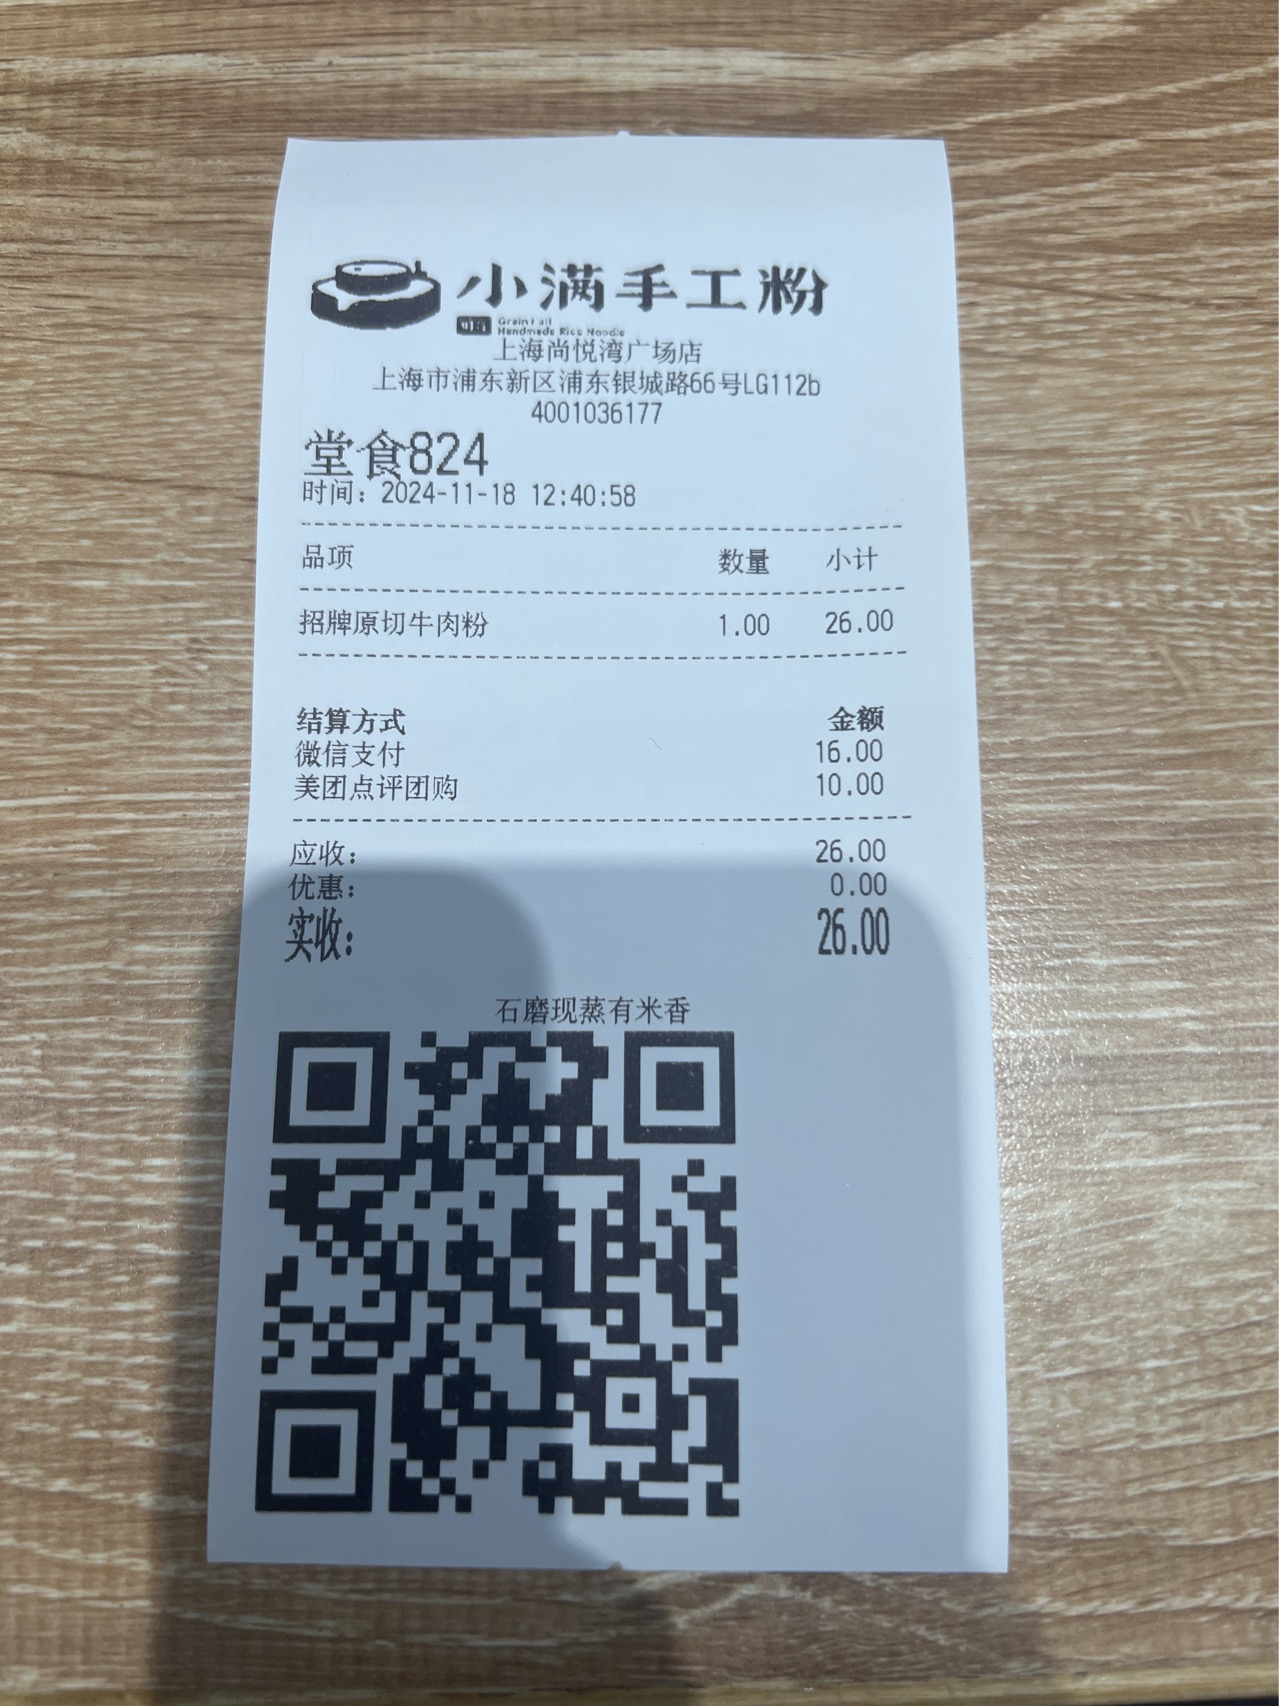 小满手工粉
Grain Full
Handmade Rice Noodle
上海尚悦湾广场店
上海市浦东新区浦东银城路66号LG112b
4001036177
堂食824
时间：2024-11-18 12:40:58
品项 数量 小计
招牌原切牛肉粉 1.00 26.00
结算方式 金额
微信支付 16.00
美团点评团购 10.00
应收： 26.00
优惠： 0.00
实收： 26.00
石磨现蒸有米香